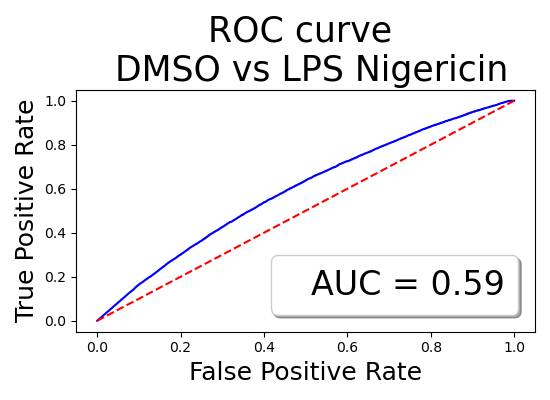 ROC curve
DMSO vs LPS Nigericin
True Positive Rate
1.0
0.8
0.6
0.4
0.2
0.0
AUC = 0.59
0.0 0.2 0.4 0.6 0.8 1.0
False Positive Rate